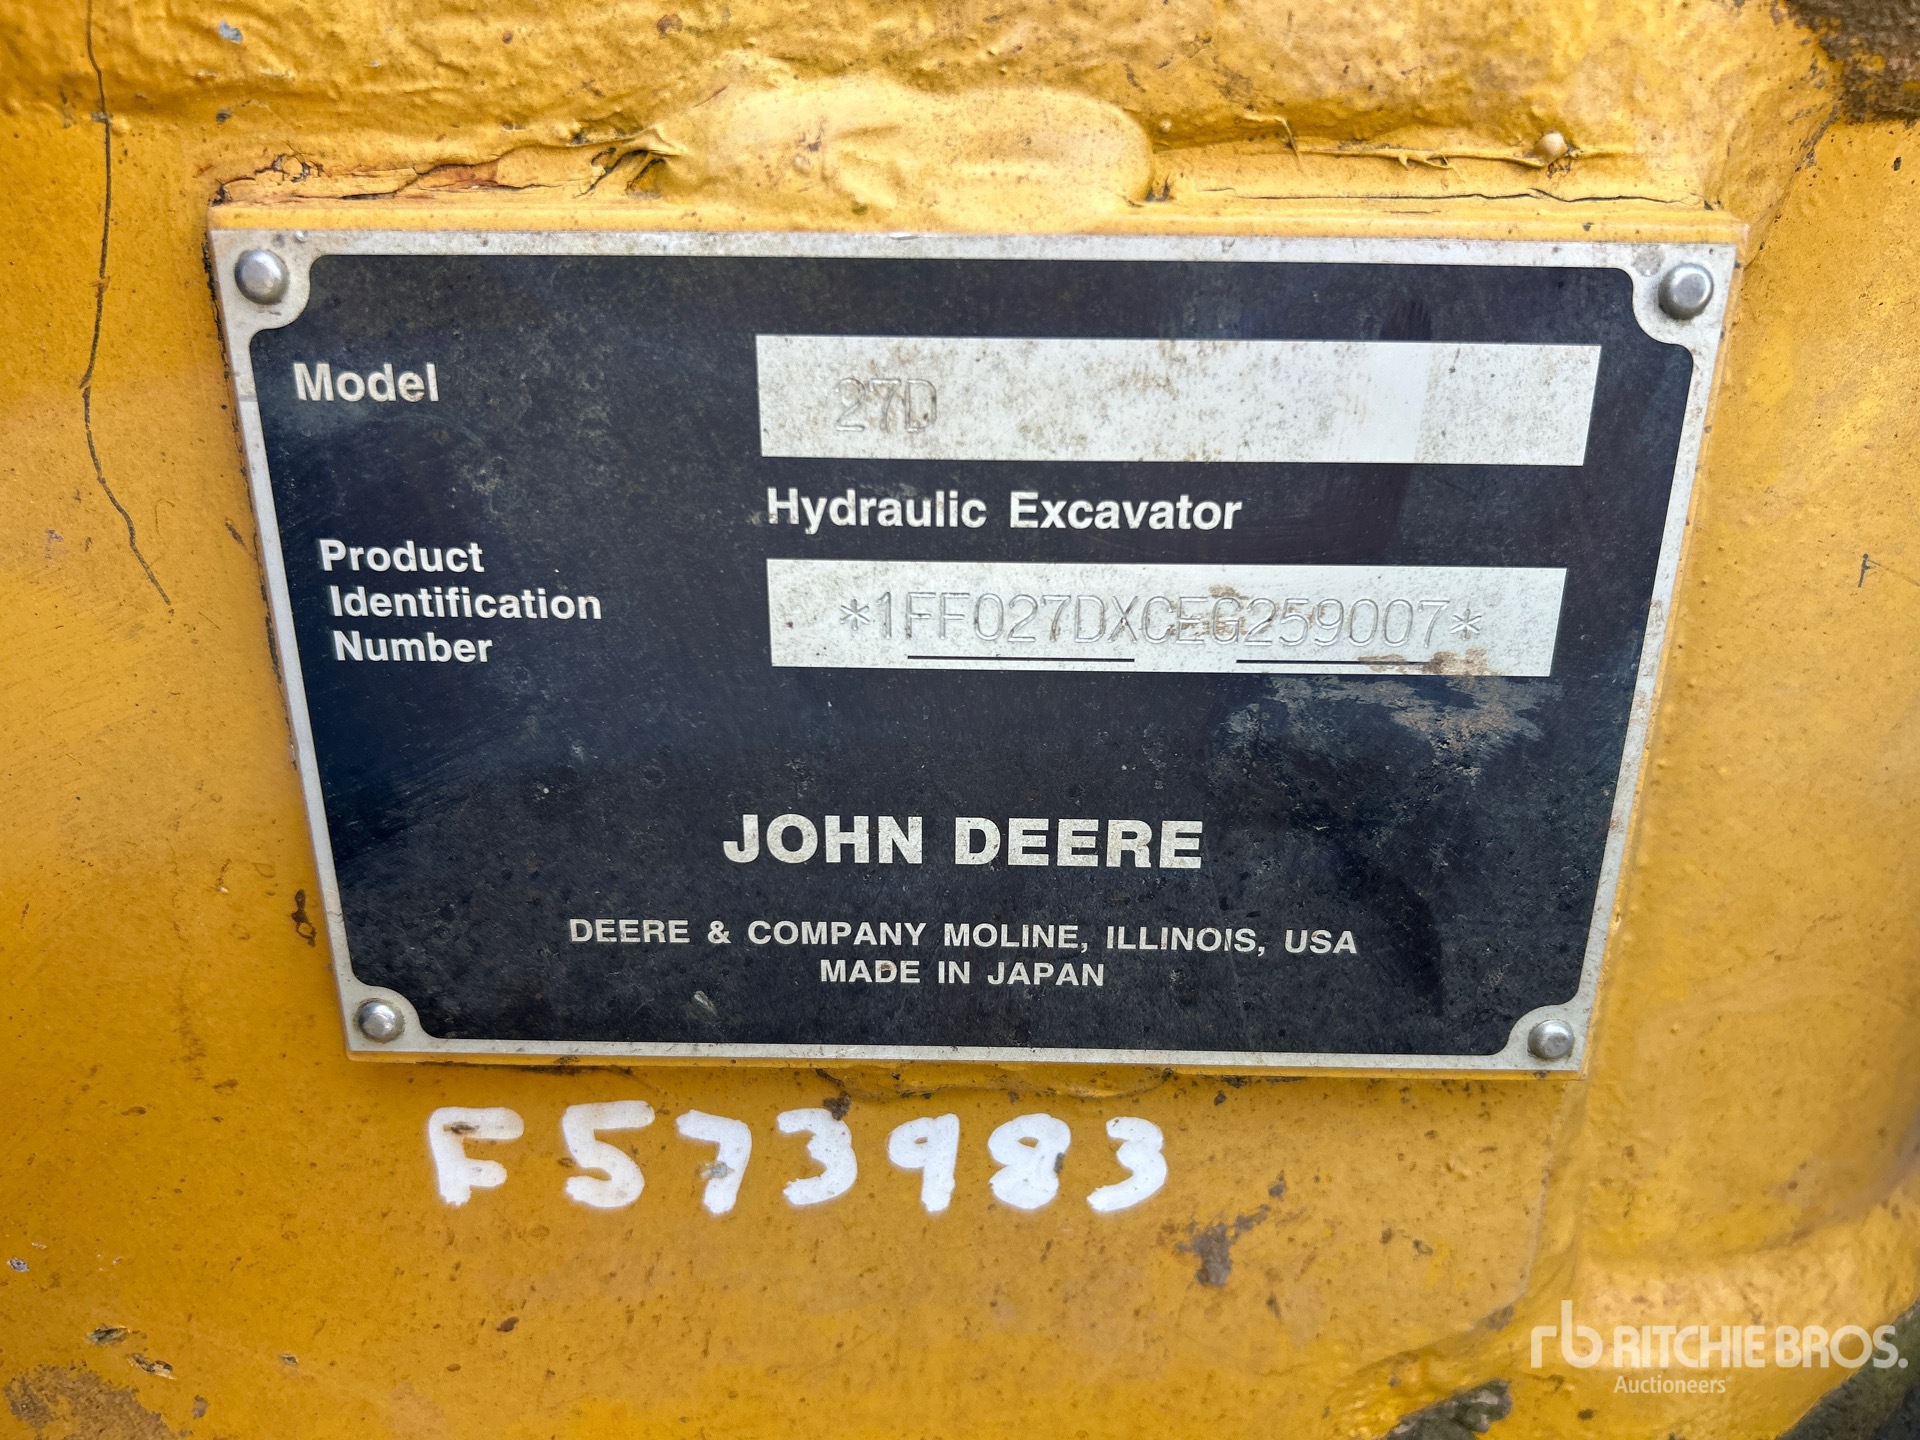 Model
27D
Hydraulic Excavator
Product
Identification
Number
*1FF027DXCEG259007*
JOHN DEERE
DEERE & COMPANY MOLINE, ILLINOIS, USA
MADE IN JAPAN
F573983
rb RITCHIE BROS.
Auctioneers